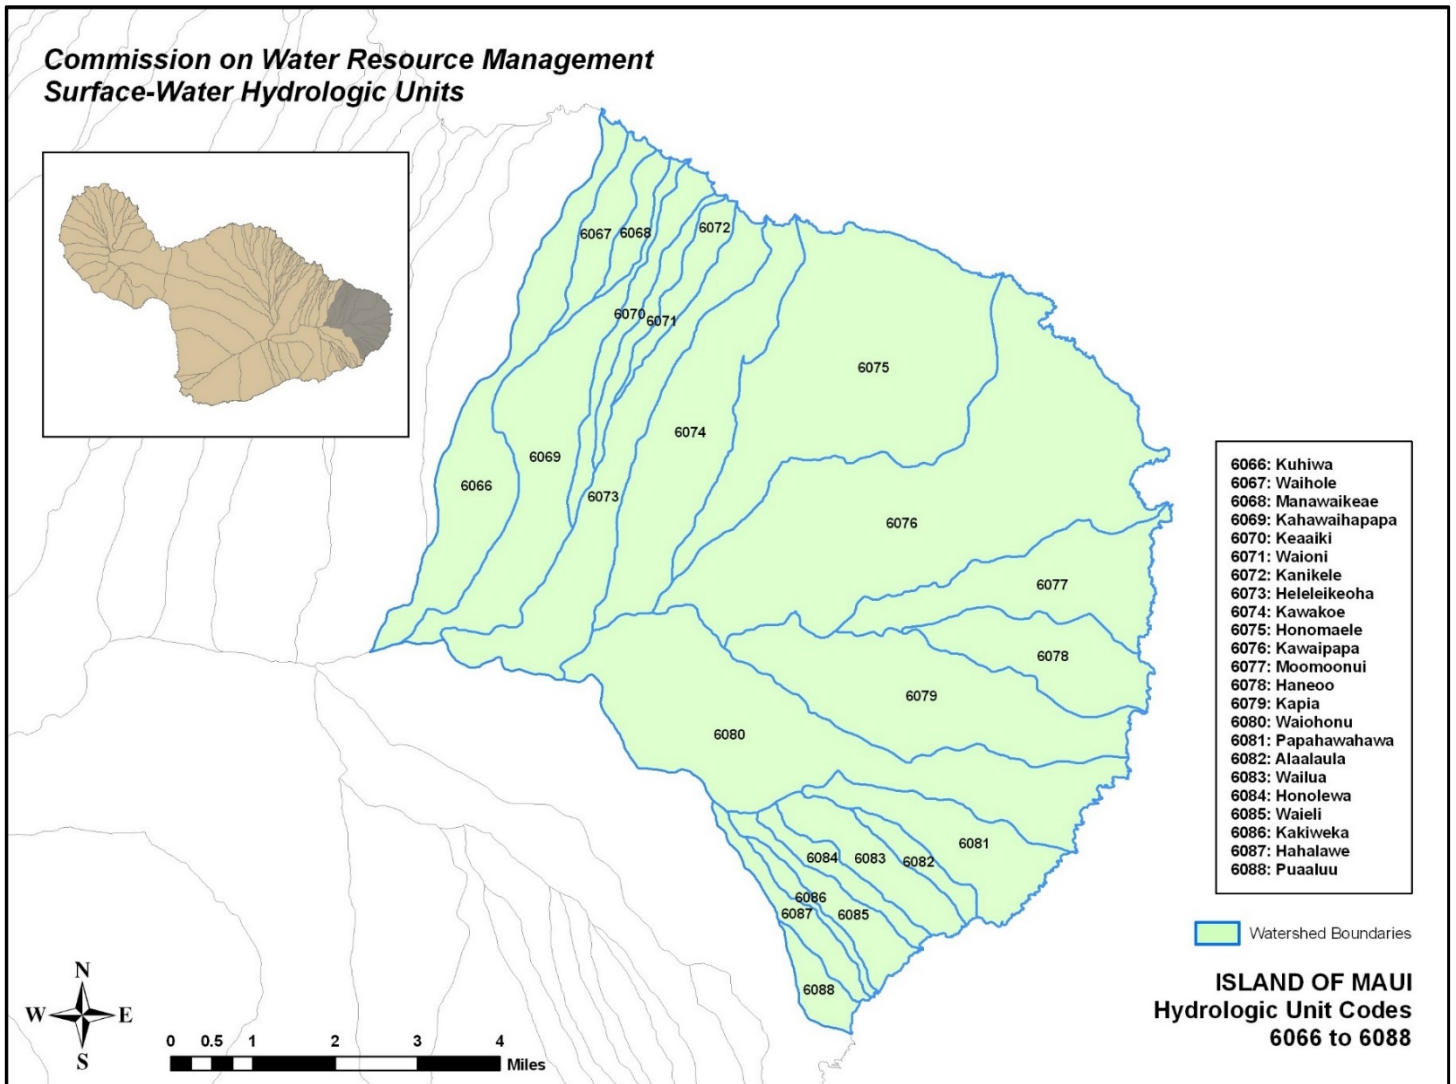 Commission on Water Resource Management
Surface-Water Hydrologic Units
6067
6068
6072
6070
6071
6075
6074
6069
6066
6073
6076
6077
6078
6079
6080
6081
6082
6083
6084
6086
6085
6087
6088
6066: Kuhiwa
6067: Waihole
6068: Manawaikeae
6069: Kahawaihapapa
6070: Keaaiki
6071: Waioni
6072: Kanikele
6073: Heleleikeoha
6074: Kawakoe
6075: Honomaele
6076: Kawaipapa
6077: Moomoonui
6078: Haneoo
6079: Kapia
6080: Waiohonu
6081: Papahawahawa
6082: Alaalaula
6083: Wailua
6084: Honolewa
6085: Waieli
6086: Kakiweka
6087: Hahalawe
6088: Puaaluu
Watershed Boundaries
ISLAND OF MAUI
Hydrologic Unit Codes
6066 to 6088
N
W E
S
0 0.5 1 2 3 4
Miles